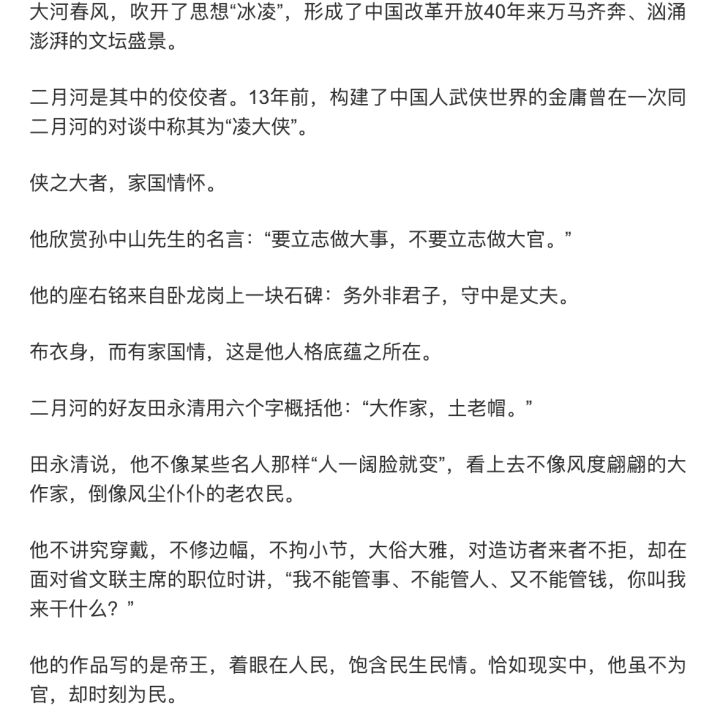 大河春风，吹开了思想“冰凌”，形成了中国改革开放40年来万马齐奔、汹涌
澎湃的文坛盛景。
二月河是其中的佼佼者。13年前，构建了中国人武侠世界的金庸曾在一次同
二月河的对谈中称其为“凌大侠”。
侠之大者，家国情怀。
他欣赏孙中山先生的名言：“要立志做大事，不要立志做大官。”
他的座右铭来自卧龙岗上一块石碑：务外非君子，守中是丈夫。
布衣身，而有家国情，这是他人格底蕴之所在。
二月河的好友田永清用六个字概括他：“大作家，土老帽。”
田永清说，他不像某些名人那样“人一阔脸就变”，看上去不像风度翩翩的大
作家，倒像风尘仆仆的老农民。
他不讲究穿戴，不修边幅，不拘小节，大俗大雅，对造访者来者不拒，却在
面对省文联主席的职位时讲，“我不能管事、不能管人、又不能管钱，你叫我
来干什么？”
他的作品写的是帝王，着眼在人民，饱含民生民情。恰如现实中，他虽不为
官，却时刻为民。